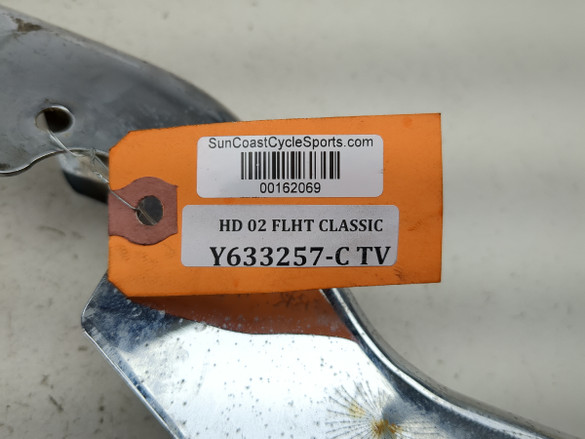 SunCoastCycleSports.com
00162069
HD 02 FLHT CLASSIC
Y633257-C TV